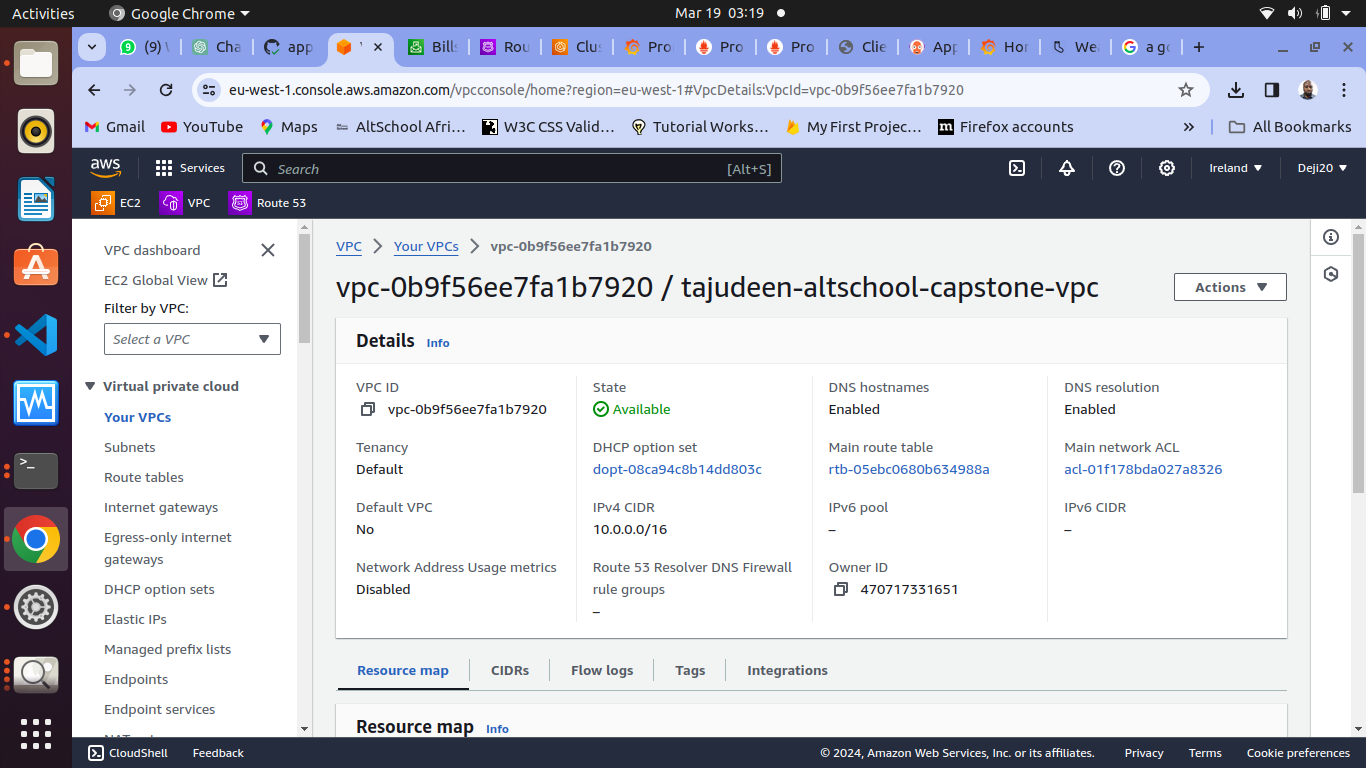 Activities Google Chrome Mar 19 03:19
(9) Cha app Bills Rou Clus Pro Pro Pro Clie App Hor Wea a go
eu-west-1.console.aws.amazon.com/vpcconsole/home?region=eu-west-1#VpcDetails:VpcId=vpc-0b9f56ee7fa1b7920
Gmail YouTube Maps AltSchool Afri... W3C CSS Valid... Tutorial Works... My First Projec... Firefox accounts » All Bookmarks
aws Services Search [Alt+S] Ireland Deji20
EC2 VPC Route 53
VPC dashboard
EC2 Global View
Filter by VPC:
Select a VPC
Virtual private cloud
Your VPCs
Subnets
Route tables
Internet gateways
Egress-only internet
gateways
DHCP option sets
Elastic IPs
Managed prefix lists
Endpoints
Endpoint services
VPC Your VPCs vpc-0b9f56ee7fa1b7920
vpc-0b9f56ee7fa1b7920 / tajudeen-altschool-capstone-vpc Actions
Details Info
VPC ID
vpc-0b9f56ee7fa1b7920
State
Available
DNS hostnames
Enabled
DNS resolution
Enabled
Tenancy
Default
DHCP option set
dopt-08ca94c8b14dd803c
Main route table
rtb-05ebc0680b634988a
Main network ACL
acl-01f178bda027a8326
Default VPC
No
IPv4 CIDR
10.0.0.0/16
IPv6 pool
–
IPv6 CIDR
–
Network Address Usage metrics
Disabled
Route 53 Resolver DNS Firewall
rule groups
–
Owner ID
470717331651
Resource map CIDRs Flow logs Tags Integrations
Resource map Info
CloudShell Feedback © 2024, Amazon Web Services, Inc. or its affiliates. Privacy Terms Cookie preferences